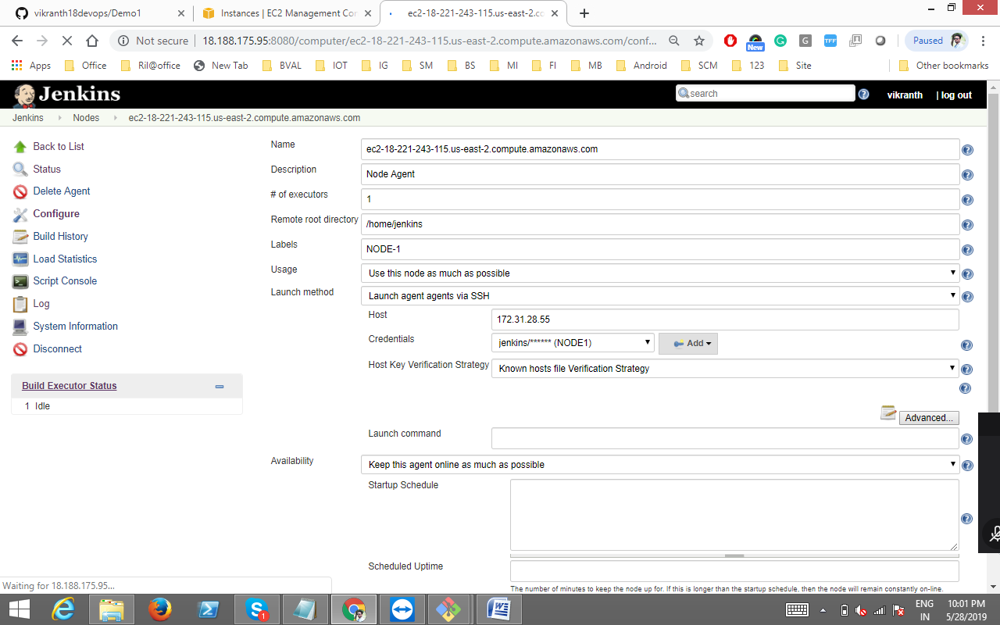 vikranth18devops/Demo1
Instances | EC2 Management Cor
ec2-18-221-243-115.us-east-2.co
Not secure | 18.188.175.95:8080/computer/ec2-18-221-243-115.us-east-2.compute.amazonaws.com/conf...
New
G
TFF
Paused
Apps Office Ril@office New Tab BVAL IOT IG SM BS MI FI MB Android SCM 123 Site Other bookmarks
Jenkins
search
vikranth | log out
Jenkins Nodes ec2-18-221-243-115.us-east-2.compute.amazonaws.com
Back to List
Status
Delete Agent
Configure
Build History
Load Statistics
Script Console
Log
System Information
Disconnect
Build Executor Status
1 Idle
Name ec2-18-221-243-115.us-east-2.compute.amazonaws.com
Description Node Agent
# of executors 1
Remote root directory /home/jenkins
Labels NODE-1
Usage Use this node as much as possible
Launch method Launch agent agents via SSH
Host 172.31.28.55
Credentials jenkins/****** (NODE1) Add
Host Key Verification Strategy Known hosts file Verification Strategy
Advanced...
Launch command
Availability Keep this agent online as much as possible
Startup Schedule
Scheduled Uptime
The number of minutes to keep the node up for. If this is longer than the startup schedule, then the node will remain constantly on-line.
Waiting for 18.188.175.95...
1
ENG 10:01 PM
IN 5/28/2019